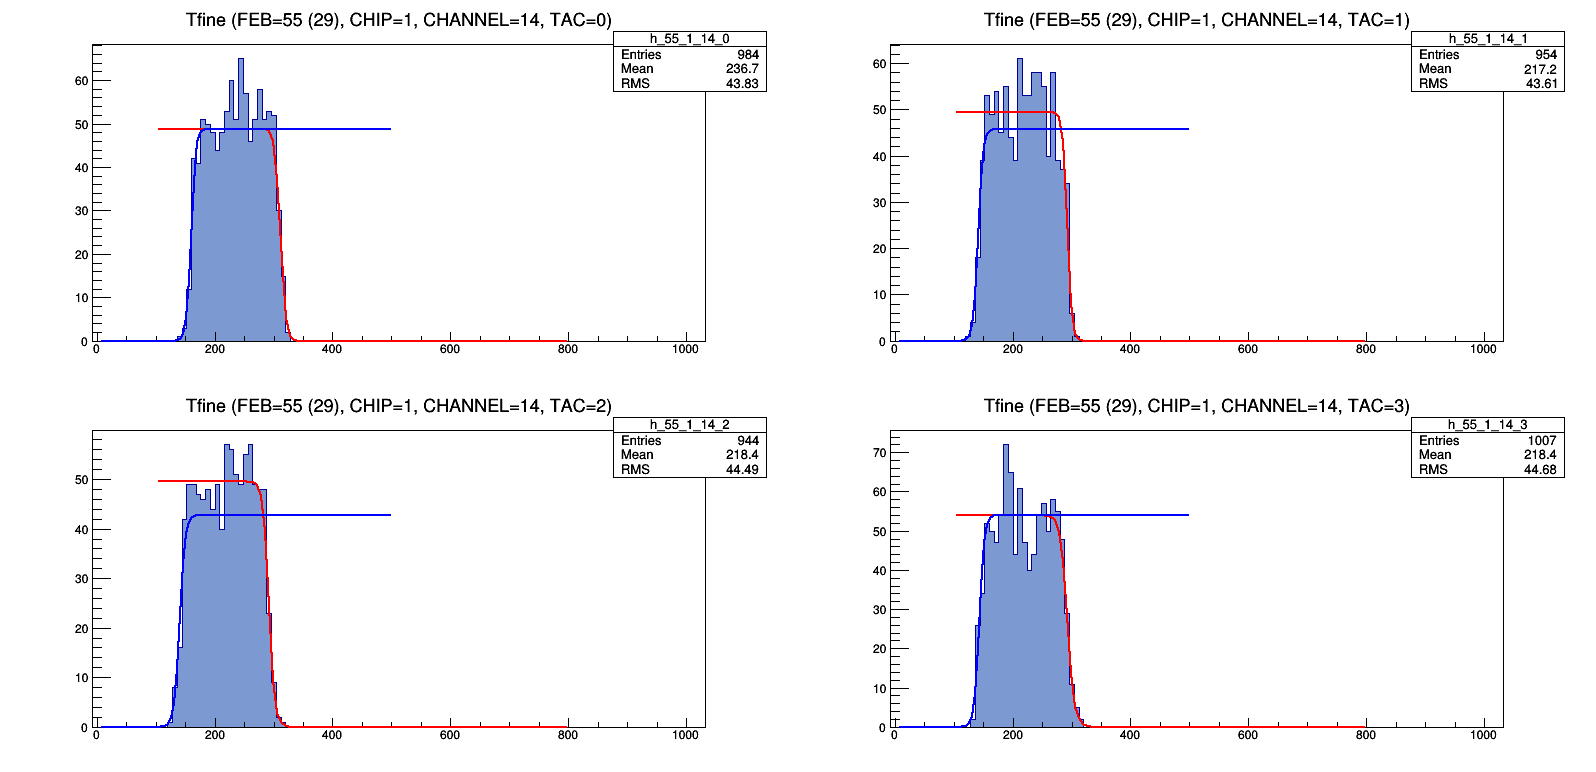 Tfine (FEB=55 (29), CHIP=1, CHANNEL=14, TAC=0)
h_55_1_14_0
Entries 984
Mean 236.7
RMS 43.83
60
50
40
30
20
10
0
0 200 400 600 800 1000
Tfine (FEB=55 (29), CHIP=1, CHANNEL=14, TAC=1)
h_55_1_14_1
Entries 954
Mean 217.2
RMS 43.61
60
50
40
30
20
10
0
0 200 400 600 800 1000
Tfine (FEB=55 (29), CHIP=1, CHANNEL=14, TAC=2)
h_55_1_14_2
Entries 944
Mean 218.4
RMS 44.49
50
40
30
20
10
0
0 200 400 600 800 1000
Tfine (FEB=55 (29), CHIP=1, CHANNEL=14, TAC=3)
h_55_1_14_3
Entries 1007
Mean 218.4
RMS 44.68
70
60
50
40
30
20
10
0
0 200 400 600 800 1000